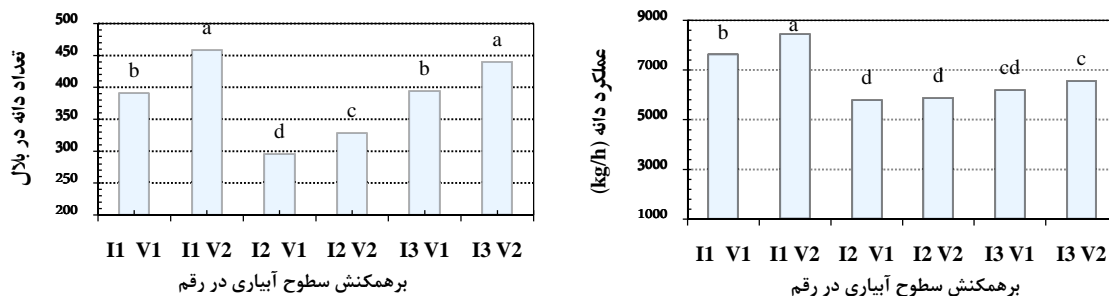 تعداد دانه در بلال
500
450
400
350
300
250
200
b
a
d
c
b
a
I1 V1 I1 V2 I2 V1 I2 V2 I3 V1 I3 V2
برهمکنش سطوح آبیاری در رقم
عملکرد دانه (kg/h)
9000
7000
5000
3000
1000
b
a
d
d
cd
c
I1 V1 I1 V2 I2 V1 I2 V2 I3 V1 I3 V2
برهمکنش سطوح آبیاری در رقم